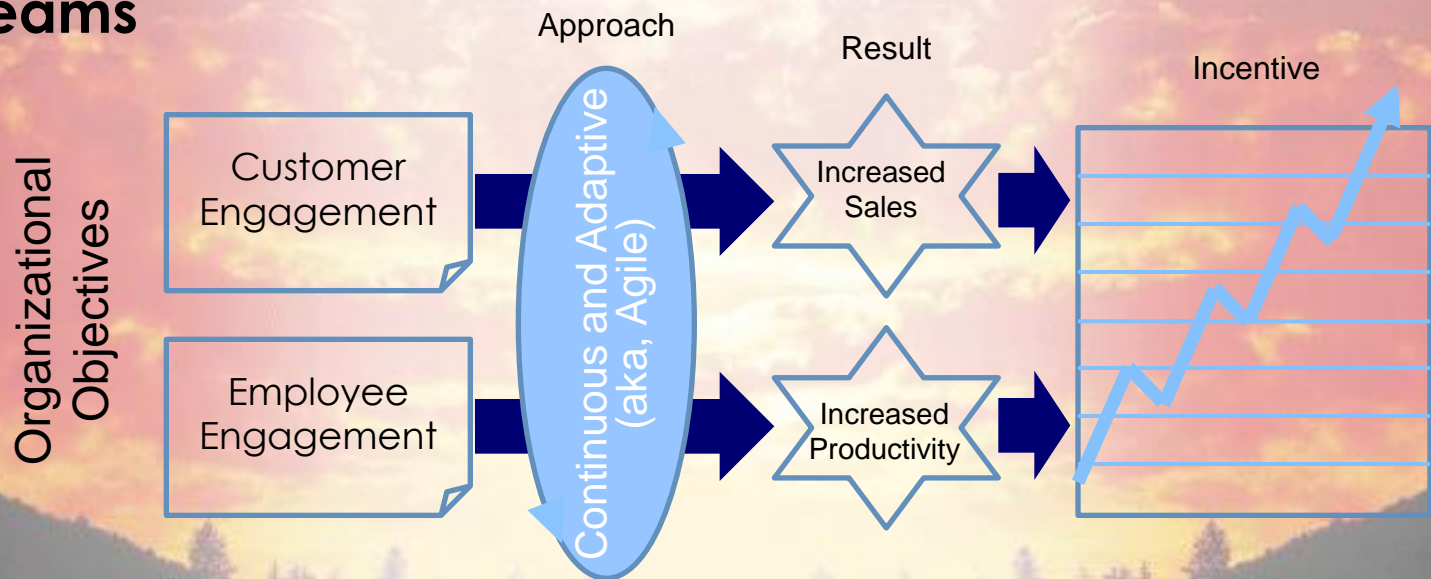 eams
Approach
Result
Incentive
Organizational
Objectives
Customer
Engagement
Continuous and Adaptive
(aka, Agile)
Increased
Sales
Employee
Engagement
Increased
Productivity